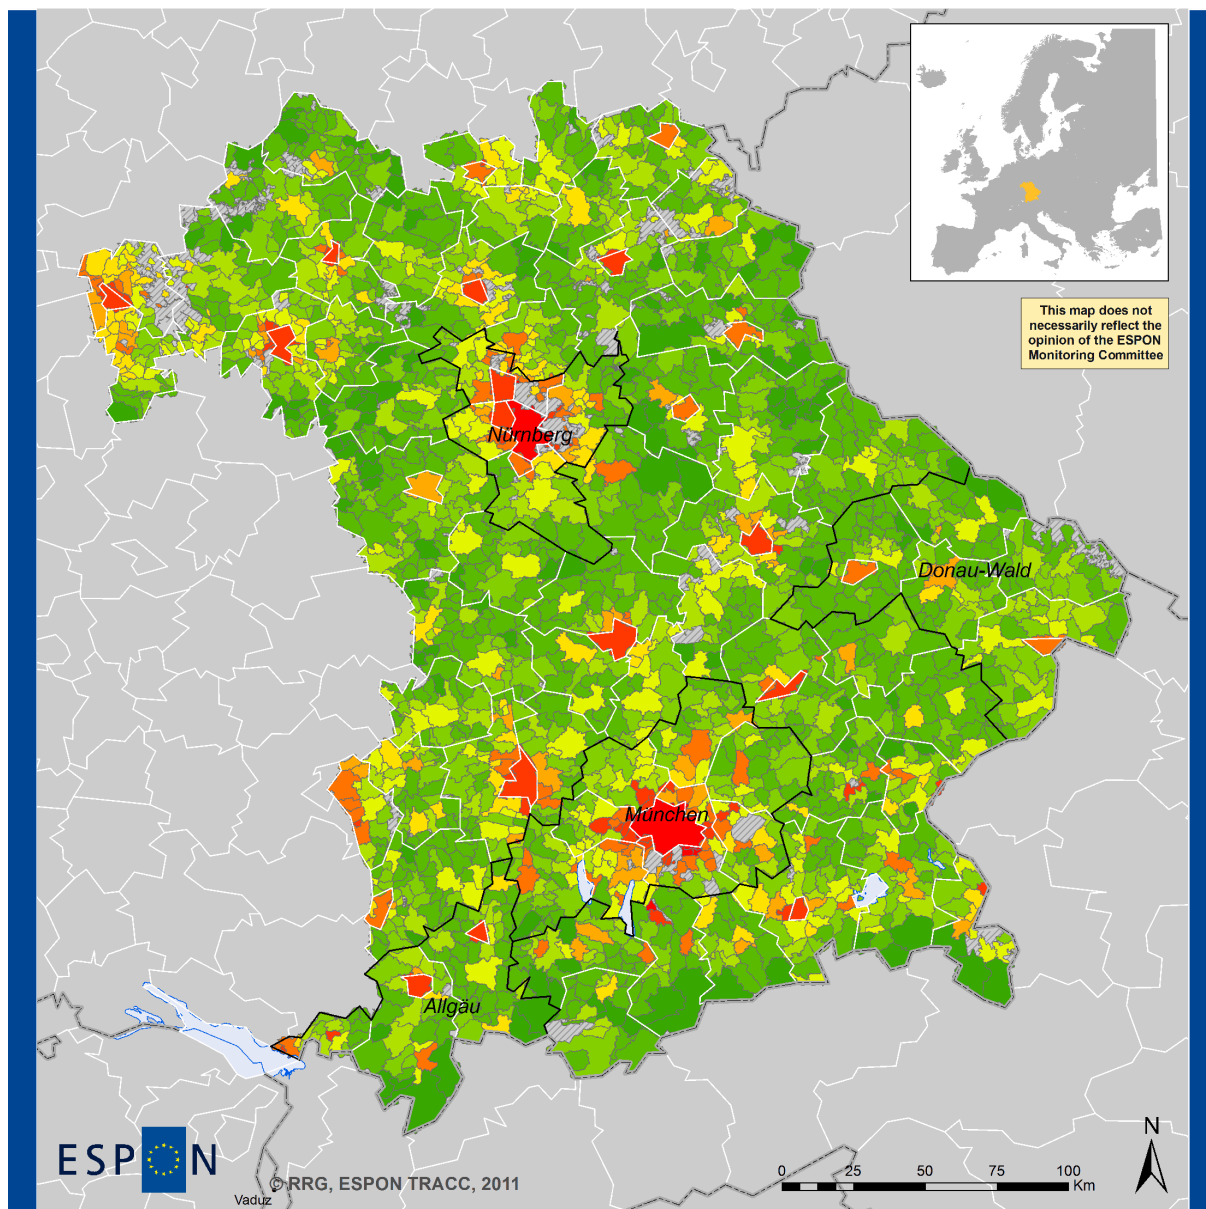 This map does not
necessarily reflect the
opinion of the ESPON
Monitoring Committee
Nürnberg
Donau-Wald
München
Allgäu
ESPON
©RRG, ESPON TRACC, 2011
Vaduz
N
0 25 50 75 100
Km